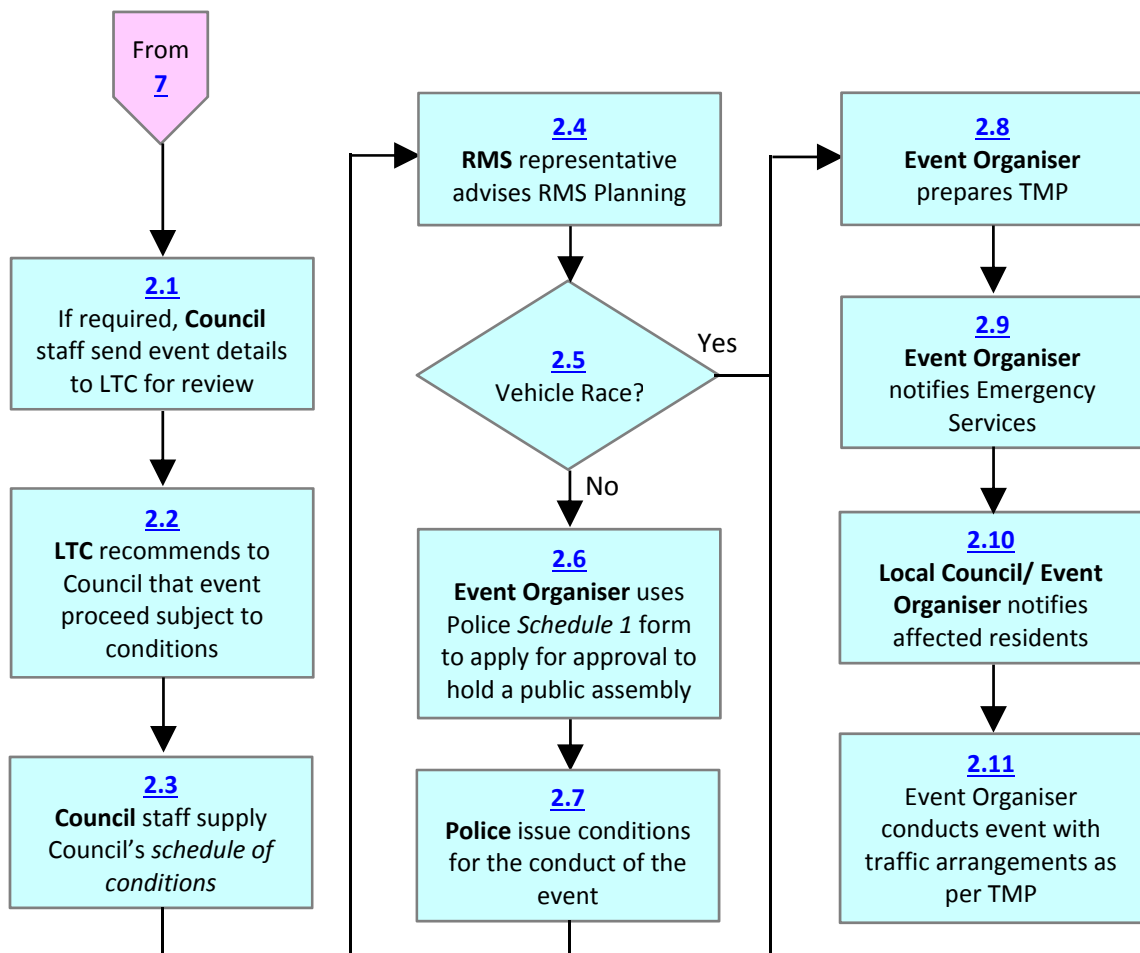 From
7
2.1
If required, Council
staff send event details
to LTC for review
2.2
LTC recommends to
Council that event
proceed subject to
conditions
2.3
Council staff supply
Council’s schedule of
conditions
2.4
RMS representative
advises RMS Planning
2.5
Vehicle Race?
Yes
No
2.6
Event Organiser uses
Police Schedule 1 form
to apply for approval to
hold a public assembly
2.7
Police issue conditions
for the conduct of the
event
2.8
Event Organiser
prepares TMP
2.9
Event Organiser
notifies Emergency
Services
2.10
Local Council/ Event
Organiser notifies
affected residents
2.11
Event Organiser
conducts event with
traffic arrangements as
per TMP